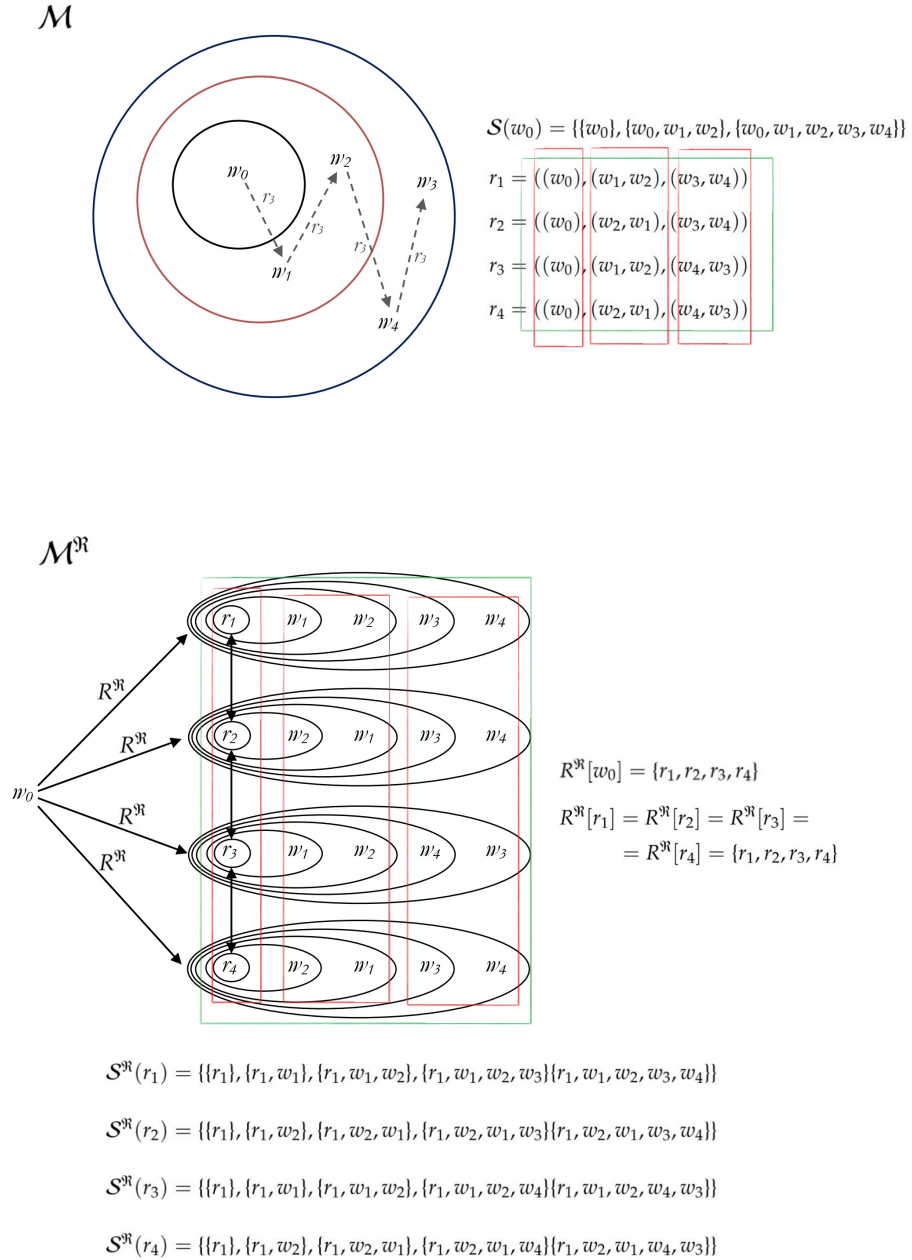 ℳ
𝒮(w₀) = {{w₀}, {w₀, w₁, w₂}, {w₀, w₁, w₂, w₃, w₄}}
w₀
w₂
w₃
w₁
w₄
r₃
r₃
r₃
r₃
r₁ = ((w₀), (w₁, w₂), (w₃, w₄))
r₂ = ((w₀), (w₂, w₁), (w₃, w₄))
r₃ = ((w₀), (w₁, w₂), (w₄, w₃))
r₄ = ((w₀), (w₂, w₁), (w₄, w₃))
ℳ^ℜ
r₁ w₁ w₂ w₃ w₄
R^ℜ
r₂ w₂ w₁ w₃ w₄
R^ℜ
w₀
R^ℜ
r₃ w₁ w₂ w₄ w₃
R^ℜ
r₄ w₂ w₁ w₃ w₄
R^ℜ[w₀] = {r₁, r₂, r₃, r₄}
R^ℜ[r₁] = R^ℜ[r₂] = R^ℜ[r₃] =
= R^ℜ[r₄] = {r₁, r₂, r₃, r₄}
𝒮^ℜ(r₁) = {{r₁}, {r₁, w₁}, {r₁, w₁, w₂}, {r₁, w₁, w₂, w₃}{r₁, w₁, w₂, w₃, w₄}}
𝒮^ℜ(r₂) = {{r₁}, {r₁, w₂}, {r₁, w₂, w₁}, {r₁, w₂, w₁, w₃}{r₁, w₂, w₁, w₃, w₄}}
𝒮^ℜ(r₃) = {{r₁}, {r₁, w₁}, {r₁, w₁, w₂}, {r₁, w₁, w₂, w₄}{r₁, w₁, w₂, w₄, w₃}}
𝒮^ℜ(r₄) = {{r₁}, {r₁, w₂}, {r₁, w₂, w₁}, {r₁, w₂, w₁, w₄}{r₁, w₂, w₁, w₄, w₃}}